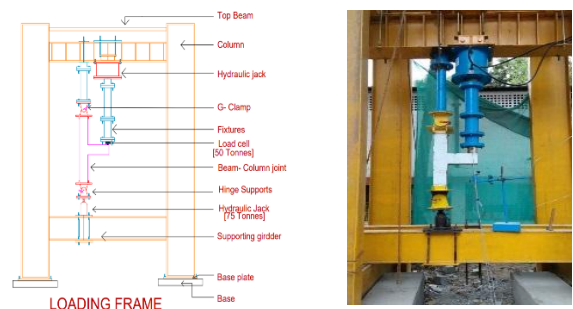 Top Beam
Column
Hydraulic jack
G- Clamp
Fixtures
Load cell
[50 Tonnes]
Beam- Column joint
Hinge Supports
Hydraulic Jack
[75 Tonnes]
Supporting girdder
Base plate
Base
LOADING FRAME